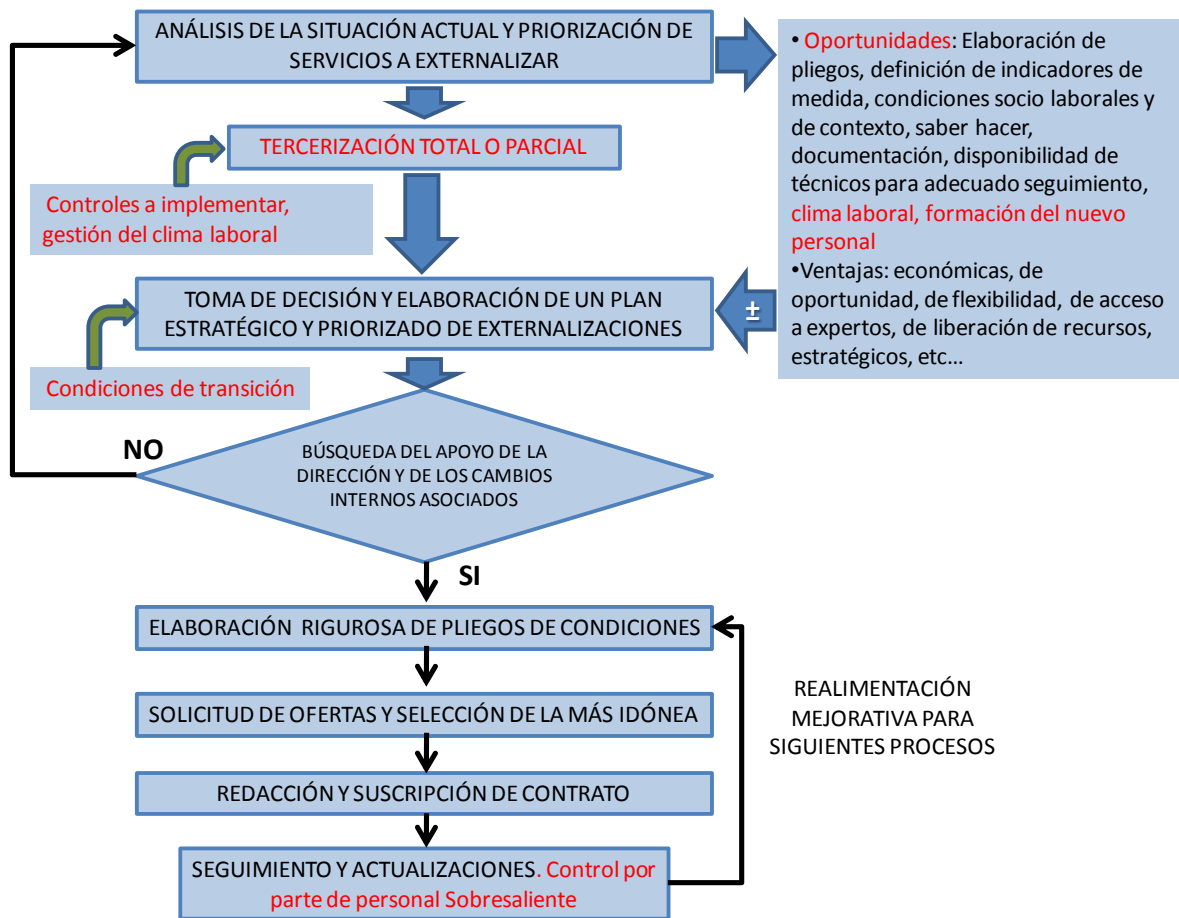 ANÁLISIS DE LA SITUACIÓN ACTUAL Y PRIORIZACIÓN DE
SERVICIOS A EXTERNALIZAR
• Oportunidades: Elaboración de
pliegos, definición de indicadores de
medida, condiciones socio laborales y
de contexto, saber hacer,
documentación, disponibilidad de
técnicos para adecuado seguimiento,
clima laboral, formación del nuevo
personal
•Ventajas: económicas, de
oportunidad, de flexibilidad, de acceso
a expertos, de liberación de recursos,
estratégicos, etc...
TERCERIZACIÓN TOTAL O PARCIAL
Controles a implementar,
gestión del clima laboral
TOMA DE DECISIÓN Y ELABORACIÓN DE UN PLAN
ESTRATÉGICO Y PRIORIZADO DE EXTERNALIZACIONES
±
Condiciones de transición
NO
BÚSQUEDA DEL APOYO DE LA
DIRECCIÓN Y DE LOS CAMBIOS
INTERNOS ASOCIADOS
SI
ELABORACIÓN RIGUROSA DE PLIEGOS DE CONDICIONES
SOLICITUD DE OFERTAS Y SELECCIÓN DE LA MÁS IDÓNEA
REDACCIÓN Y SUSCRIPCIÓN DE CONTRATO
SEGUIMIENTO Y ACTUALIZACIONES. Control por
parte de personal Sobresaliente
REALIMENTACIÓN
MEJORATIVA PARA
SIGUIENTES PROCESOS